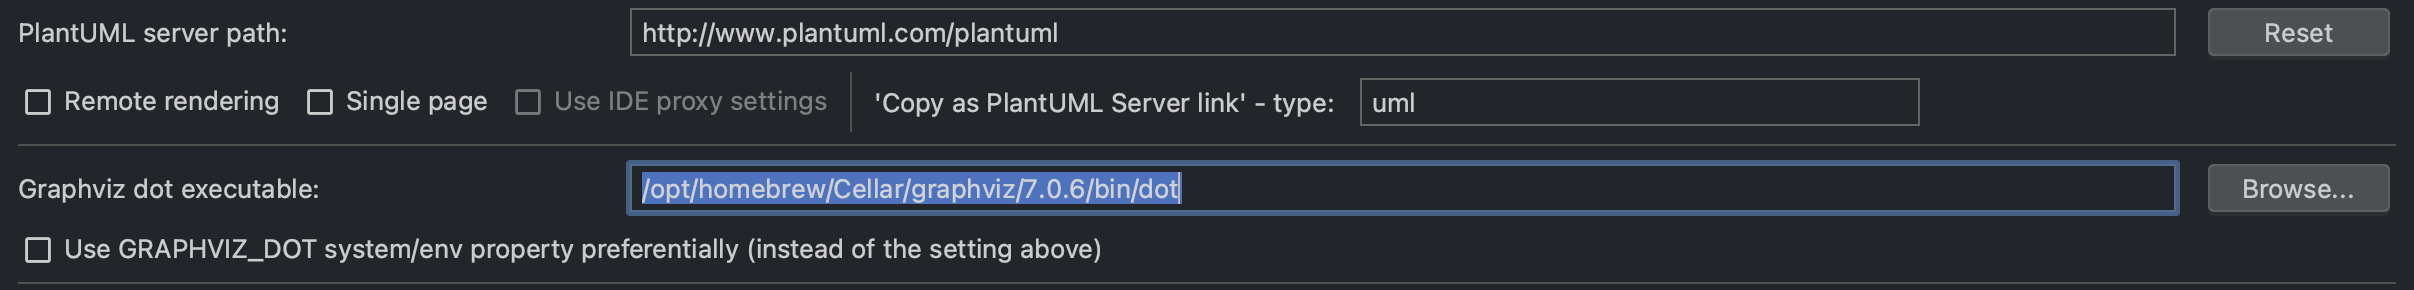 PlantUML server path: http://www.plantuml.com/plantuml Reset
Remote rendering Single page Use IDE proxy settings 'Copy as PlantUML Server link' - type: uml
Graphviz dot executable: /opt/homebrew/Cellar/graphviz/7.0.6/bin/dot Browse...
Use GRAPHVIZ_DOT system/env property preferentially (instead of the setting above)